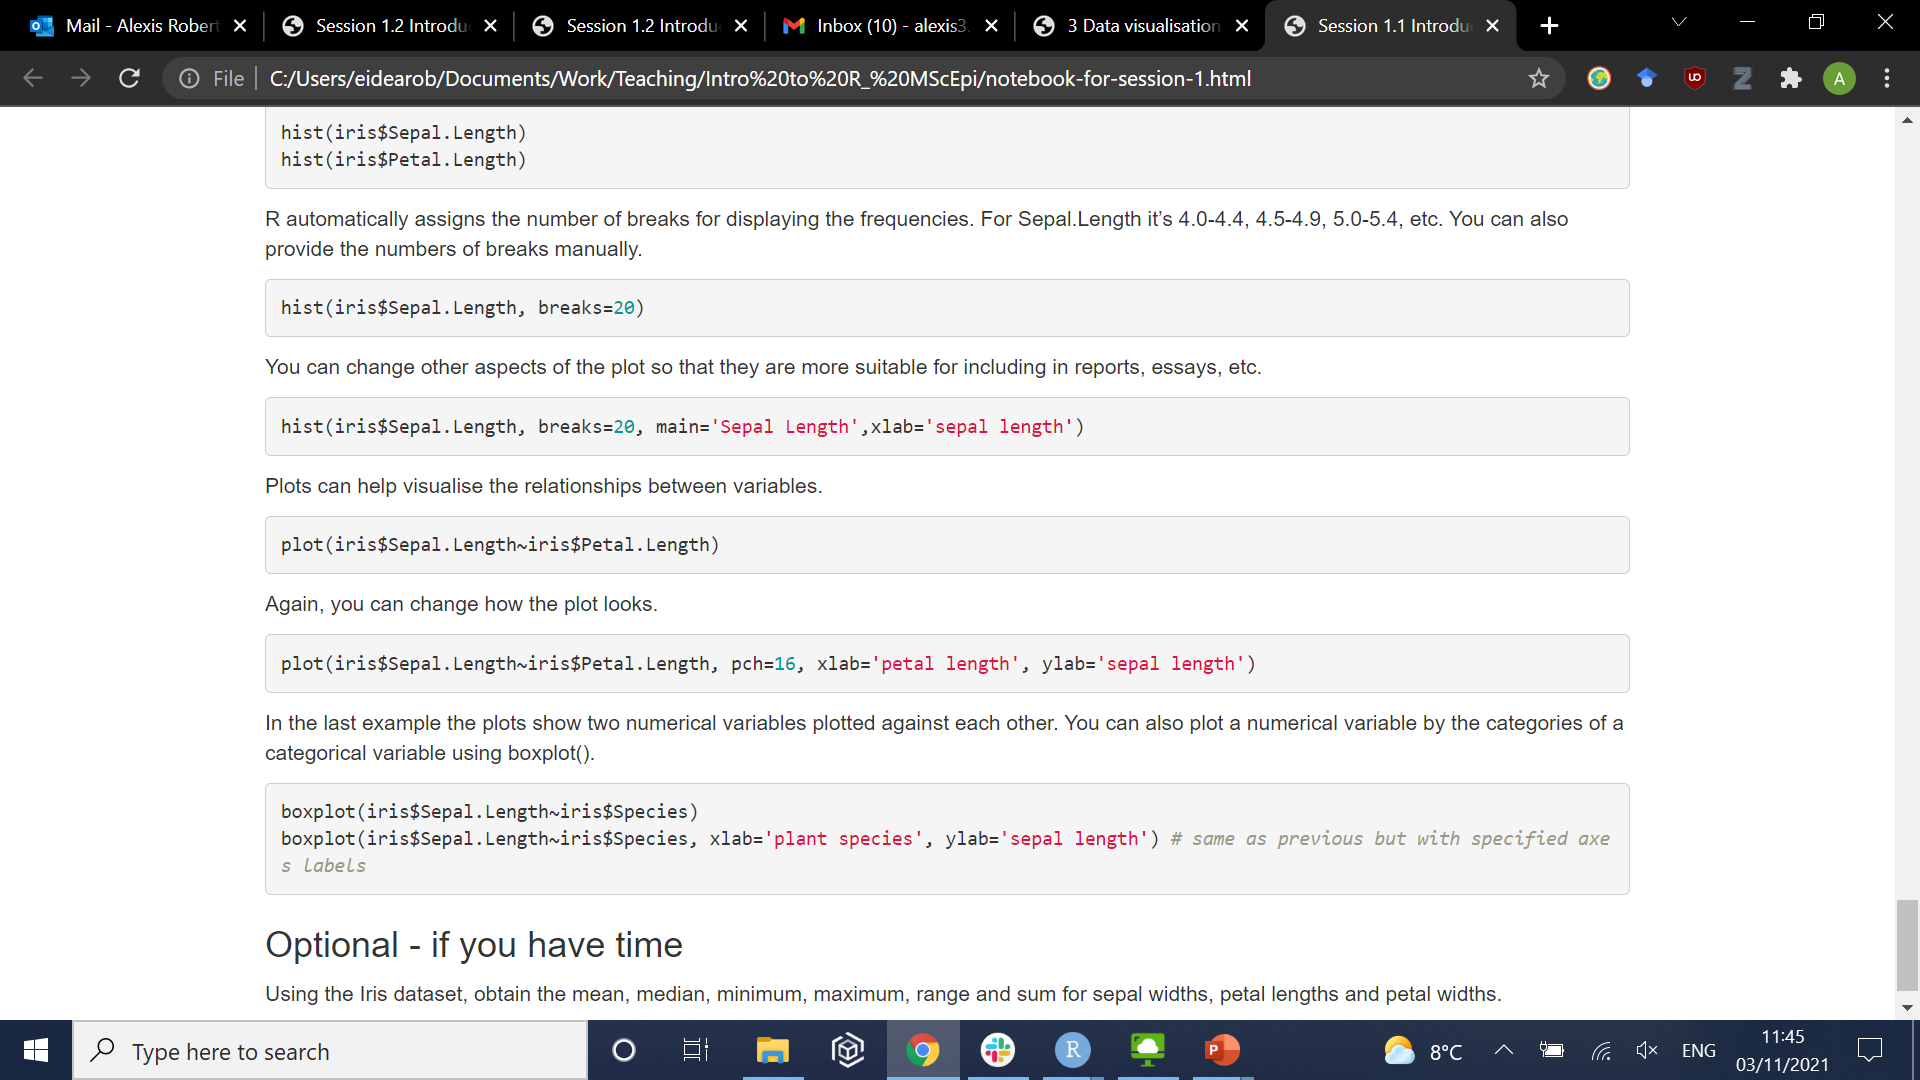 Mail - Alexis Robert
Session 1.2 Introdu
Session 1.2 Introdu
Inbox (10) - alexis3.
3 Data visualisation
Session 1.1 Introdu
File
C:/Users/eidearob/Documents/Work/Teaching/Intro%20to%20R_%20MScEpi/notebook-for-session-1.html
A
hist(iris$Sepal.Length)
hist(iris$Petal.Length)
R automatically assigns the number of breaks for displaying the frequencies. For Sepal.Length it’s 4.0-4.4, 4.5-4.9, 5.0-5.4, etc. You can also
provide the numbers of breaks manually.
hist(iris$Sepal.Length, breaks=20)
You can change other aspects of the plot so that they are more suitable for including in reports, essays, etc.
hist(iris$Sepal.Length, breaks=20, main='Sepal Length',xlab='sepal length')
Plots can help visualise the relationships between variables.
plot(iris$Sepal.Length~iris$Petal.Length)
Again, you can change how the plot looks.
plot(iris$Sepal.Length~iris$Petal.Length, pch=16, xlab='petal length', ylab='sepal length')
In the last example the plots show two numerical variables plotted against each other. You can also plot a numerical variable by the categories of a
categorical variable using boxplot().
boxplot(iris$Sepal.Length~iris$Species)
boxplot(iris$Sepal.Length~iris$Species, xlab='plant species', ylab='sepal length') # same as previous but with specified axe
s labels
Optional - if you have time
Using the Iris dataset, obtain the mean, median, minimum, maximum, range and sum for sepal widths, petal lengths and petal widths.
Type here to search
8°C
ENG
11:45
03/11/2021